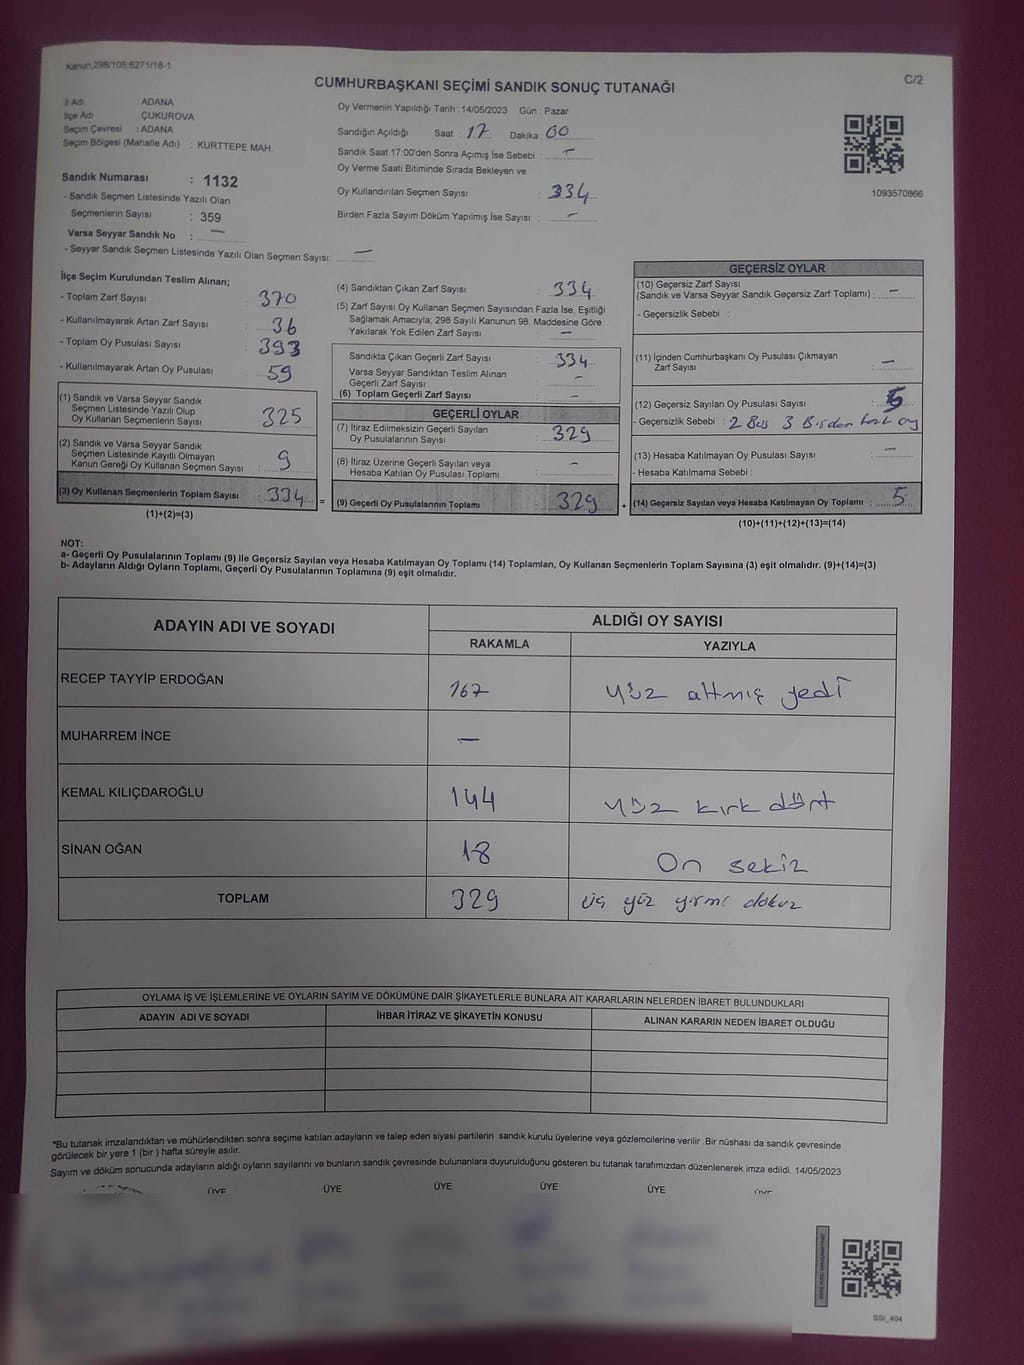 Kanun:298/105;6271/18-1
C/2
CUMHURBAŞKANI SEÇİMİ SANDIK SONUÇ TUTANAĞI
İl Adı : ADANA
İlçe Adı ÇUKUROVA
Seçim Çevresi : ADANA
Seçim Bölgesi (Mahalle Adı) : KURTTEPE MAH.
Sandık Numarası : 1132
- Sandık Seçmen Listesinde Yazılı Olan
Seçmenlerin Sayısı : 359
Varsa Seyyar Sandık No : —
- Seyyar Sandık Seçmen Listesinde Yazılı Olan Seçmen Sayısı: —
Oy Vermenin Yapıldığı Tarih : 14/05/2023 Gün : Pazar
Sandığın Açıldığı Saat : 17 Dakika : 00
Sandık Saat 17:00'den Sonra Açımış İse Sebebi : —
Oy Verme Saati Bitiminde Sırada Bekleyen ve
Oy Kullandırılan Seçmen Sayısı : 334
Birden Fazla Sayım Döküm Yapılmış İse Sayısı : —
1093570866
İlçe Seçim Kurulundan Teslim Alınan;
- Toplam Zarf Sayısı : 370
- Kullanılmayarak Artan Zarf Sayısı : 36
- Toplam Oy Pusulası Sayısı : 393
- Kullanılmayarak Artan Oy Pusulası : 59
(1) Sandık ve Varsa Seyyar Sandık
Seçmen Listesinde Yazılı Olup
Oy Kullanan Seçmenlerin Sayısı : 325
(2) Sandık ve Varsa Seyyar Sandık
Seçmen Listesinde Kayıtlı Olmayan
Kanun Gereği Oy Kullanan Seçmen Sayısı : 9
(3) Oy Kullanan Seçmenlerin Toplam Sayısı : 334 =
(1)+(2)=(3)
(4) Sandıktan Çıkan Zarf Sayısı : 334
(5) Zarf Sayısı Oy Kullanan Seçmen Sayısından Fazla İse, Eşitliği
Sağlamak Amacıyla; 298 Sayılı Kanunun 98. Maddesine Göre
Yakılarak Yok Edilen Zarf Sayısı : —
Sandıkta Çıkan Geçerli Zarf Sayısı : 334
Varsa Seyyar Sandıktan Teslim Alınan
Geçerli Zarf Sayısı : —
(6) Toplam Geçerli Zarf Sayısı : —
GEÇERLİ OYLAR
(7) İtiraz Edilmeksizin Geçerli Sayılan
Oy Pusulalarının Sayısı : 329
(8) İtiraz Üzerine Geçerli Sayılan veya
Hesaba Katılan Oy Pusulası Toplamı : —
(9) Geçerli Oy Pusulalarının Toplamı : 329 +
GEÇERSİZ OYLAR
(10) Geçersiz Zarf Sayısı
(Sandık ve Varsa Seyyar Sandık Geçersiz Zarf Toplamı) : —
- Geçersizlik Sebebi :
(11) İçinden Cumhurbaşkanı Oy Pusulası Çıkmayan
Zarf Sayısı : —
(12) Geçersiz Sayılan Oy Pusulası Sayısı : 5
- Geçersizlik Sebebi : 2 Boş 3 Birden fazla oy
(13) Hesaba Katılmayan Oy Pusulası Sayısı : —
- Hesaba Katılmama Sebebi :
(14) Geçersiz Sayılan veya Hesaba Katılmayan Oy Toplamı : 5
(10)+(11)+(12)+(13)=(14)
NOT:
a- Geçerli Oy Pusulalarının Toplamı (9) ile Geçersiz Sayılan veya Hesaba Katılmayan Oy Toplamı (14) Toplamları, Oy Kullanan Seçmenlerin Toplam Sayısına (3) eşit olmalıdır. (9)+(14)=(3)
b- Adayların Aldığı Oyların Toplamı, Geçerli Oy Pusulalarının Toplamına (9) eşit olmalıdır.
ADAYIN ADI VE SOYADI
ALDIĞI OY SAYISI
RAKAMLA YAZIYLA
RECEP TAYYİP ERDOĞAN 167 yüz altmış yedi
MUHARREM İNCE —
KEMAL KILIÇDAROĞLU 144 yüz kırk dört
SİNAN OĞAN 18 On sekiz
TOPLAM 329 üç yüz yirmi dokuz
OYLAMA İŞ VE İŞLEMLERİNE VE OYLARIN SAYIM VE DÖKÜMÜNE DAİR ŞİKAYETLERLE BUNLARA AİT KARARLARIN NELERDEN İBARET BULUNDUKLARI
ADAYIN ADI VE SOYADI İHBAR İTİRAZ VE ŞİKAYETİN KONUSU ALINAN KARARIN NEDEN İBARET OLDUĞU
*Bu tutanak imzalandıktan ve mühürlendikten sonra seçime katılan adayların ve talep eden siyasi partilerin sandık kurulu üyelerine veya gözlemcilerine verilir. Bir nüshası da sandık çevresinde
görülecek bir yere 1 (bir) hafta süreyle asılır.
Sayım ve döküm sonucunda adayların aldığı oyların sayılarını ve bunların sandık çevresinde bulunanlara duyurulduğunu gösteren bu tutanak tarafımızdan düzenlenerek imza edildi. 14/05/2023
ÜYE ÜYE ÜYE ÜYE ÜYE ÜYE
SSI_404